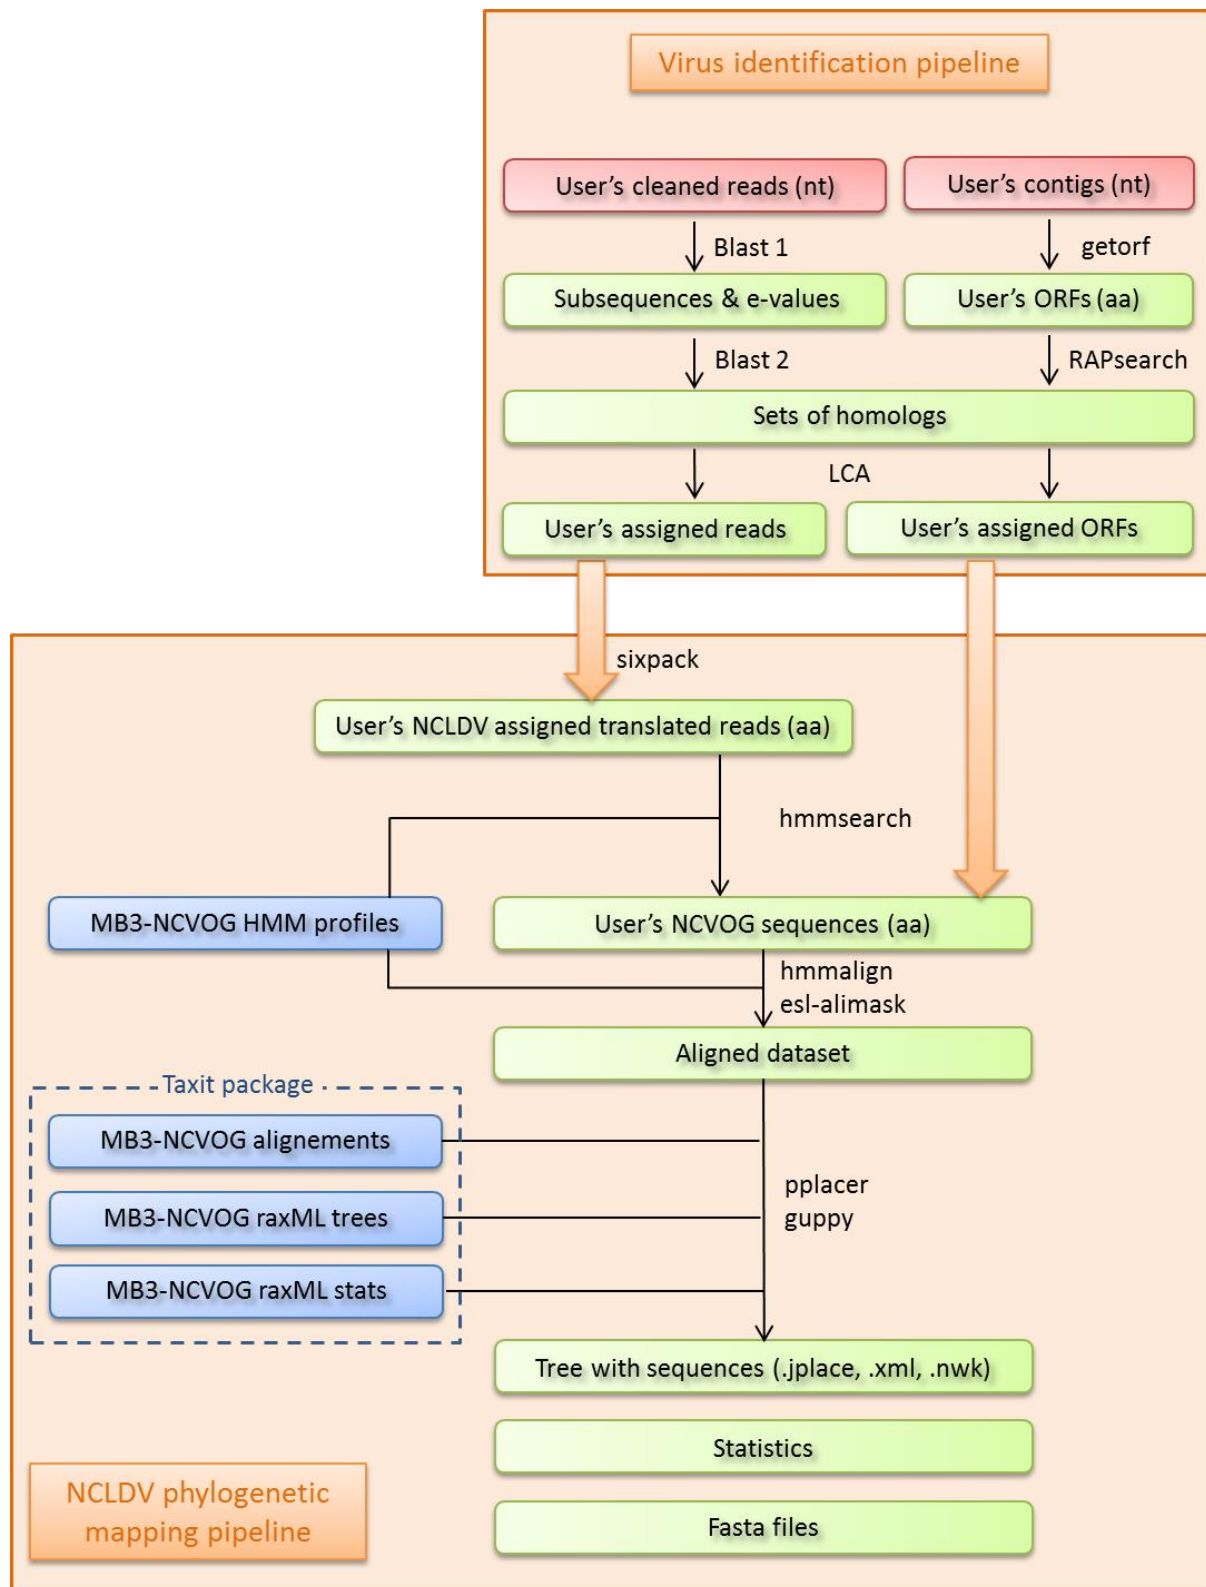 Virus identification pipeline
User's cleaned reads (nt)
User's contigs (nt)
Blast 1
getorf
Subsequences & e-values
User's ORFs (aa)
Blast 2
RAPsearch
Sets of homologs
LCA
User's assigned reads
User's assigned ORFs
sixpack
User's NCLDV assigned translated reads (aa)
hmmsearch
MB3-NCVOG HMM profiles
User's NCVOG sequences (aa)
hmmalign
esl-alimask
Aligned dataset
Taxit package
MB3-NCVOG alignements
MB3-NCVOG raxML trees
MB3-NCVOG raxML stats
pplacer
guppy
Tree with sequences (.jplace, .xml, .nwk)
Statistics
Fasta files
NCLDV phylogenetic
mapping pipeline